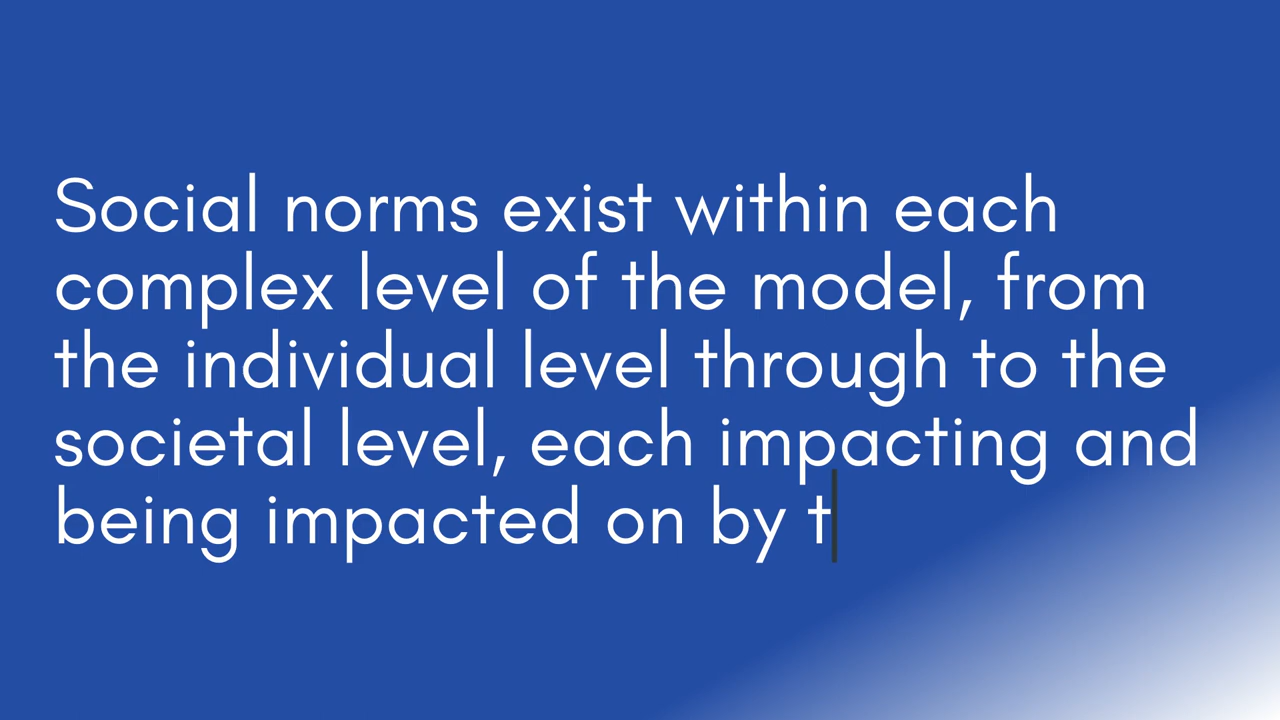 Social norms exist within each
complex level of the model, from
the individual level through to the
societal level, each impacting and
being impacted on by t